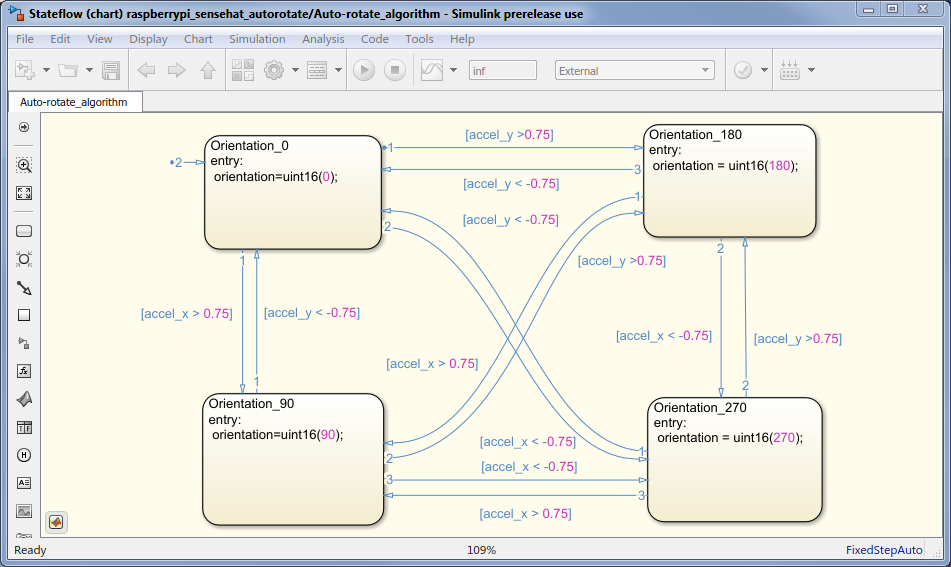 Stateflow (chart) raspberrypi_sensehat_autorotate/Auto-rotate_algorithm - Simulink prerelease use
File Edit View Display Chart Simulation Analysis Code Tools Help
inf External
Auto-rotate_algorithm
Orientation_0
entry:
orientation=uint16(0);
2
1
[accel_y >0.75]
3
[accel_y < -0.75]
Orientation_180
entry:
orientation = uint16(180);
1
[accel_y < -0.75]
2
[accel_y >0.75]
1
2
[accel_x > 0.75]
[accel_y < -0.75]
[accel_x < -0.75]
[accel_y >0.75]
[accel_x > 0.75]
1
2
Orientation_90
entry:
orientation=uint16(90);
Orientation_270
entry:
orientation = uint16(270);
[accel_x < -0.75]
1
2
[accel_x < -0.75]
3
3
[accel_x > 0.75]
Ready 109% FixedStepAuto